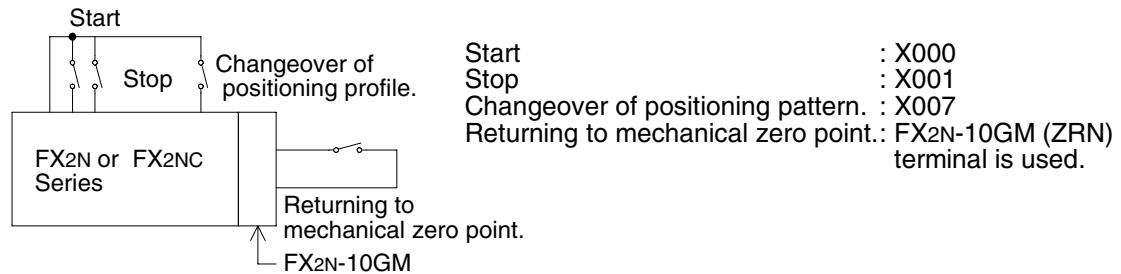 Start
Stop
Changeover of
positioning profile.
FX2N or FX2NC
Series
Returning to
mechanical zero point.
FX2N-10GM
Start : X000
Stop : X001
Changeover of positioning pattern. : X007
Returning to mechanical zero point.: FX2N-10GM (ZRN)
terminal is used.